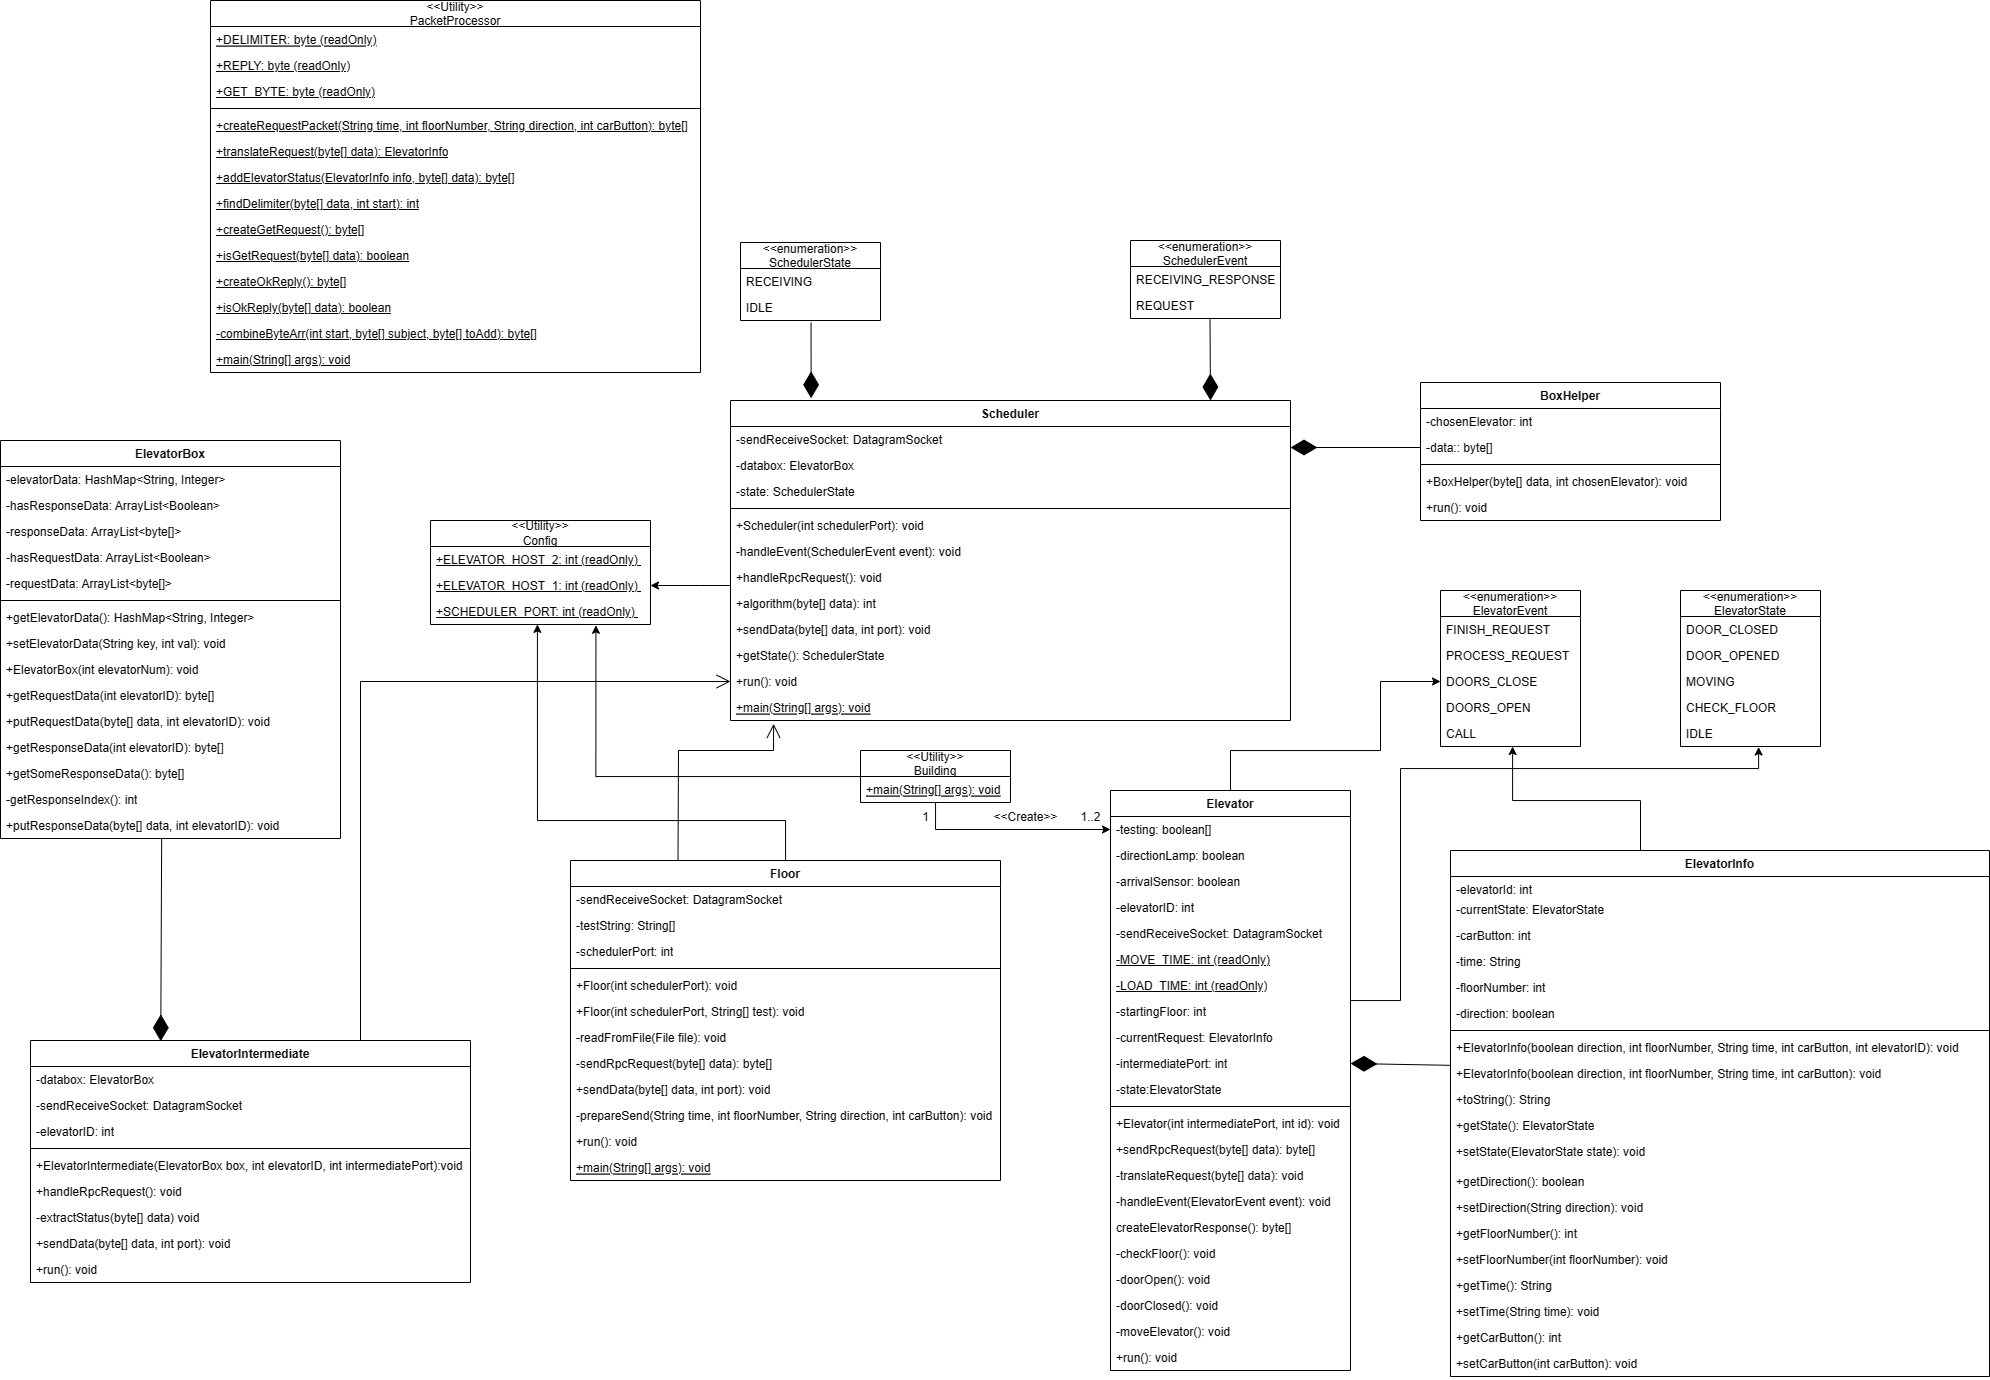 <<Utility>>
PacketProcessor
+DELIMITER: byte (readOnly)
+REPLY: byte (readOnly)
+GET_BYTE: byte (readOnly)
+createRequestPacket(String time, int floorNumber, String direction, int carButton): byte[]
+translateRequest(byte[] data): ElevatorInfo
+addElevatorStatus(ElevatorInfo info, byte[] data): byte[]
+findDelimiter(byte[] data, int start): int
+createGetRequest(): byte[]
+isGetRequest(byte[] data): boolean
+createOkReply(): byte[]
+isOkReply(byte[] data): boolean
-combineByteArr(int start, byte[] subject, byte[] toAdd): byte[]
+main(String[] args): void
<<enumeration>>
SchedulerState
RECEIVING
IDLE
<<enumeration>>
SchedulerEvent
RECEIVING_RESPONSE
REQUEST
BoxHelper
-chosenElevator: int
-data:: byte[]
+BoxHelper(byte[] data, int chosenElevator): void
+run(): void
Scheduler
-sendReceiveSocket: DatagramSocket
-databox: ElevatorBox
-state: SchedulerState
+Scheduler(int schedulerPort): void
-handleEvent(SchedulerEvent event): void
+handleRpcRequest(): void
+algorithm(byte[] data): int
+sendData(byte[] data, int port): void
+getState(): SchedulerState
+run(): void
+main(String[] args): void
ElevatorBox
-elevatorData: HashMap<String, Integer>
-hasResponseData: ArrayList<Boolean>
-responseData: ArrayList<byte[]>
-hasRequestData: ArrayList<Boolean>
-requestData: ArrayList<byte[]>
+getElevatorData(): HashMap<String, Integer>
+setElevatorData(String key, int val): void
+ElevatorBox(int elevatorNum): void
+getRequestData(int elevatorID): byte[]
+putRequestData(byte[] data, int elevatorID): void
+getResponseData(int elevatorID): byte[]
+getSomeResponseData(): byte[]
-getResponseIndex(): int
+putResponseData(byte[] data, int elevatorID): void
<<Utility>>
Config
+ELEVATOR_HOST_2: int (readOnly)
+ELEVATOR_HOST_1: int (readOnly)
+SCHEDULER_PORT: int (readOnly)
<<enumeration>>
ElevatorEvent
FINISH_REQUEST
PROCESS_REQUEST
DOORS_CLOSE
DOORS_OPEN
CALL
<<enumeration>>
ElevatorState
DOOR_CLOSED
DOOR_OPENED
MOVING
CHECK_FLOOR
IDLE
<<Utility>>
Building
+main(String[] args): void
1
<<Create>>
1..2
Floor
-sendReceiveSocket: DatagramSocket
-testString: String[]
-schedulerPort: int
+Floor(int schedulerPort): void
+Floor(int schedulerPort, String[] test): void
-readFromFile(File file): void
-sendRpcRequest(byte[] data): byte[]
+sendData(byte[] data, int port): void
-prepareSend(String time, int floorNumber, String direction, int carButton): void
+run(): void
+main(String[] args): void
Elevator
-testing: boolean[]
-directionLamp: boolean
-arrivalSensor: boolean
-elevatorID: int
-sendReceiveSocket: DatagramSocket
-MOVE_TIME: int (readOnly)
-LOAD_TIME: int (readOnly)
-startingFloor: int
-currentRequest: ElevatorInfo
-intermediatePort: int
-state:ElevatorState
+Elevator(int intermediatePort, int id): void
+sendRpcRequest(byte[] data): byte[]
-translateRequest(byte[] data): void
-handleEvent(ElevatorEvent event): void
createElevatorResponse(): byte[]
-checkFloor(): void
-doorOpen(): void
-doorClosed(): void
-moveElevator(): void
+run(): void
ElevatorInfo
-elevatorId: int
-currentState: ElevatorState
-carButton: int
-time: String
-floorNumber: int
-direction: boolean
+ElevatorInfo(boolean direction, int floorNumber, String time, int carButton, int elevatorID): void
+ElevatorInfo(boolean direction, int floorNumber, String time, int carButton): void
+toString(): String
+getState(): ElevatorState
+setState(ElevatorState state): void
+getDirection(): boolean
+setDirection(String direction): void
+getFloorNumber(): int
+setFloorNumber(int floorNumber): void
+getTime(): String
+setTime(String time): void
+getCarButton(): int
+setCarButton(int carButton): void
ElevatorIntermediate
-databox: ElevatorBox
-sendReceiveSocket: DatagramSocket
-elevatorID: int
+ElevatorIntermediate(ElevatorBox box, int elevatorID, int intermediatePort):void
+handleRpcRequest(): void
-extractStatus(byte[] data) void
+sendData(byte[] data, int port): void
+run(): void